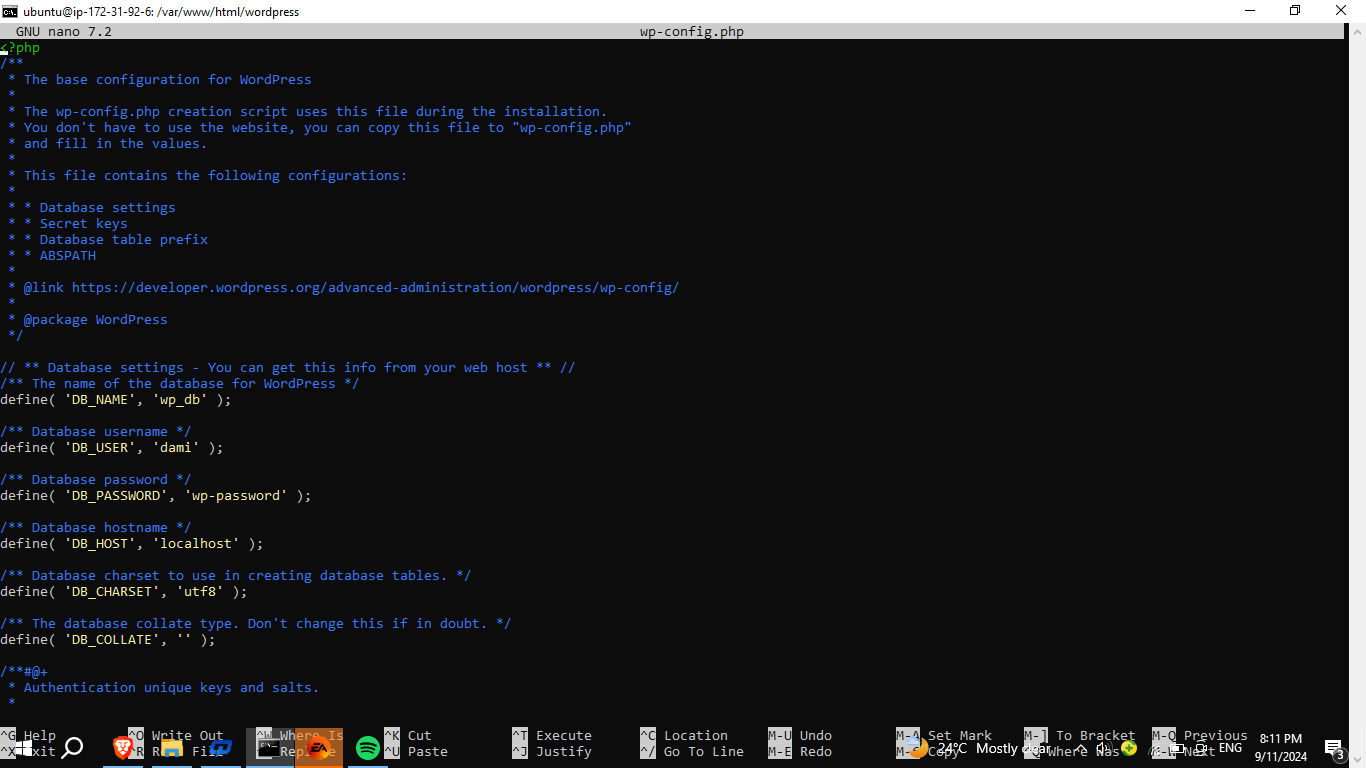 ubuntu@ip-172-31-92-6: /var/www/html/wordpress
GNU nano 7.2 wp-config.php
<?php
/**
 * The base configuration for WordPress
 *
 * The wp-config.php creation script uses this file during the installation.
 * You don't have to use the website, you can copy this file to "wp-config.php"
 * and fill in the values.
 *
 * This file contains the following configurations:
 *
 * * Database settings
 * * Secret keys
 * * Database table prefix
 * * ABSPATH
 *
 * @link https://developer.wordpress.org/advanced-administration/wordpress/wp-config/
 *
 * @package WordPress
 */
// ** Database settings - You can get this info from your web host ** //
/** The name of the database for WordPress */
define( 'DB_NAME', 'wp_db' );
/** Database username */
define( 'DB_USER', 'dami' );
/** Database password */
define( 'DB_PASSWORD', 'wp-password' );
/** Database hostname */
define( 'DB_HOST', 'localhost' );
/** Database charset to use in creating database tables. */
define( 'DB_CHARSET', 'utf8' );
/** The database collate type. Don't change this if in doubt. */
define( 'DB_COLLATE', '' );
/**#@+
 * Authentication unique keys and salts.
 *
^G Help ^O Write Out ^W Where Is ^K Cut ^T Execute ^C Location M-U Undo M-A Set Mark M-] To Bracket M-Q Previous
^X Exit ^R File ^U Paste ^J Justify ^/ Go To Line M-E Redo Copy Where Was Next
24°C Mostly clear ENG
8:11 PM
9/11/2024
3